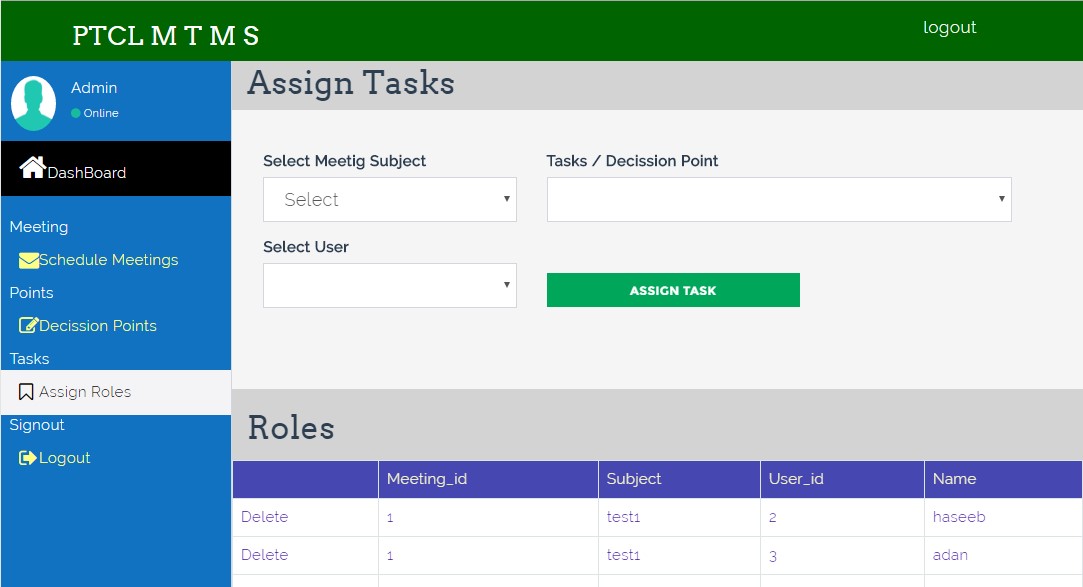 PTCL M T M S
logout
Admin
Online
DashBoard
Meeting
Schedule Meetings
Points
Decission Points
Tasks
Assign Roles
Signout
Logout
Assign Tasks
Select Meetig Subject Tasks / Decission Point
Select
Select User
ASSIGN TASK
Roles
Meeting_id Subject User_id Name
Delete 1 test1 2 haseeb
Delete 1 test1 3 adan